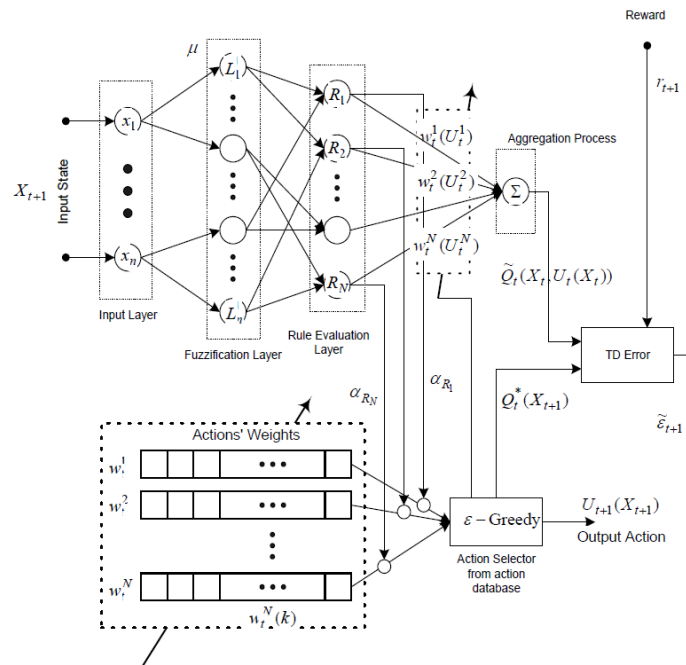 Reward
μ
r_{t+1}
(L_1^1)
(R_1)
(x_1)
w_t^1(U_t^1)
Aggregation Process
(R_2)
w_t^2(U_t^2)
X_{t+1}
Input State
Σ
(x_n)
w_t^N(U_t^N)
Q̃_t(X_t, U_t(X_t))
Input Layer
(R_N)
Fuzzification Layer
Rule Evaluation
Layer
TD Error
α_{R_N}
α_{R_1}
Q_t^*(X_{t+1})
ε̃_{t+1}
Actions' Weights
w_t^1
w_t^2
U_{t+1}(X_{t+1})
ε – Greedy
Output Action
Action Selector
from action
database
w_t^N
w_t^N(k)